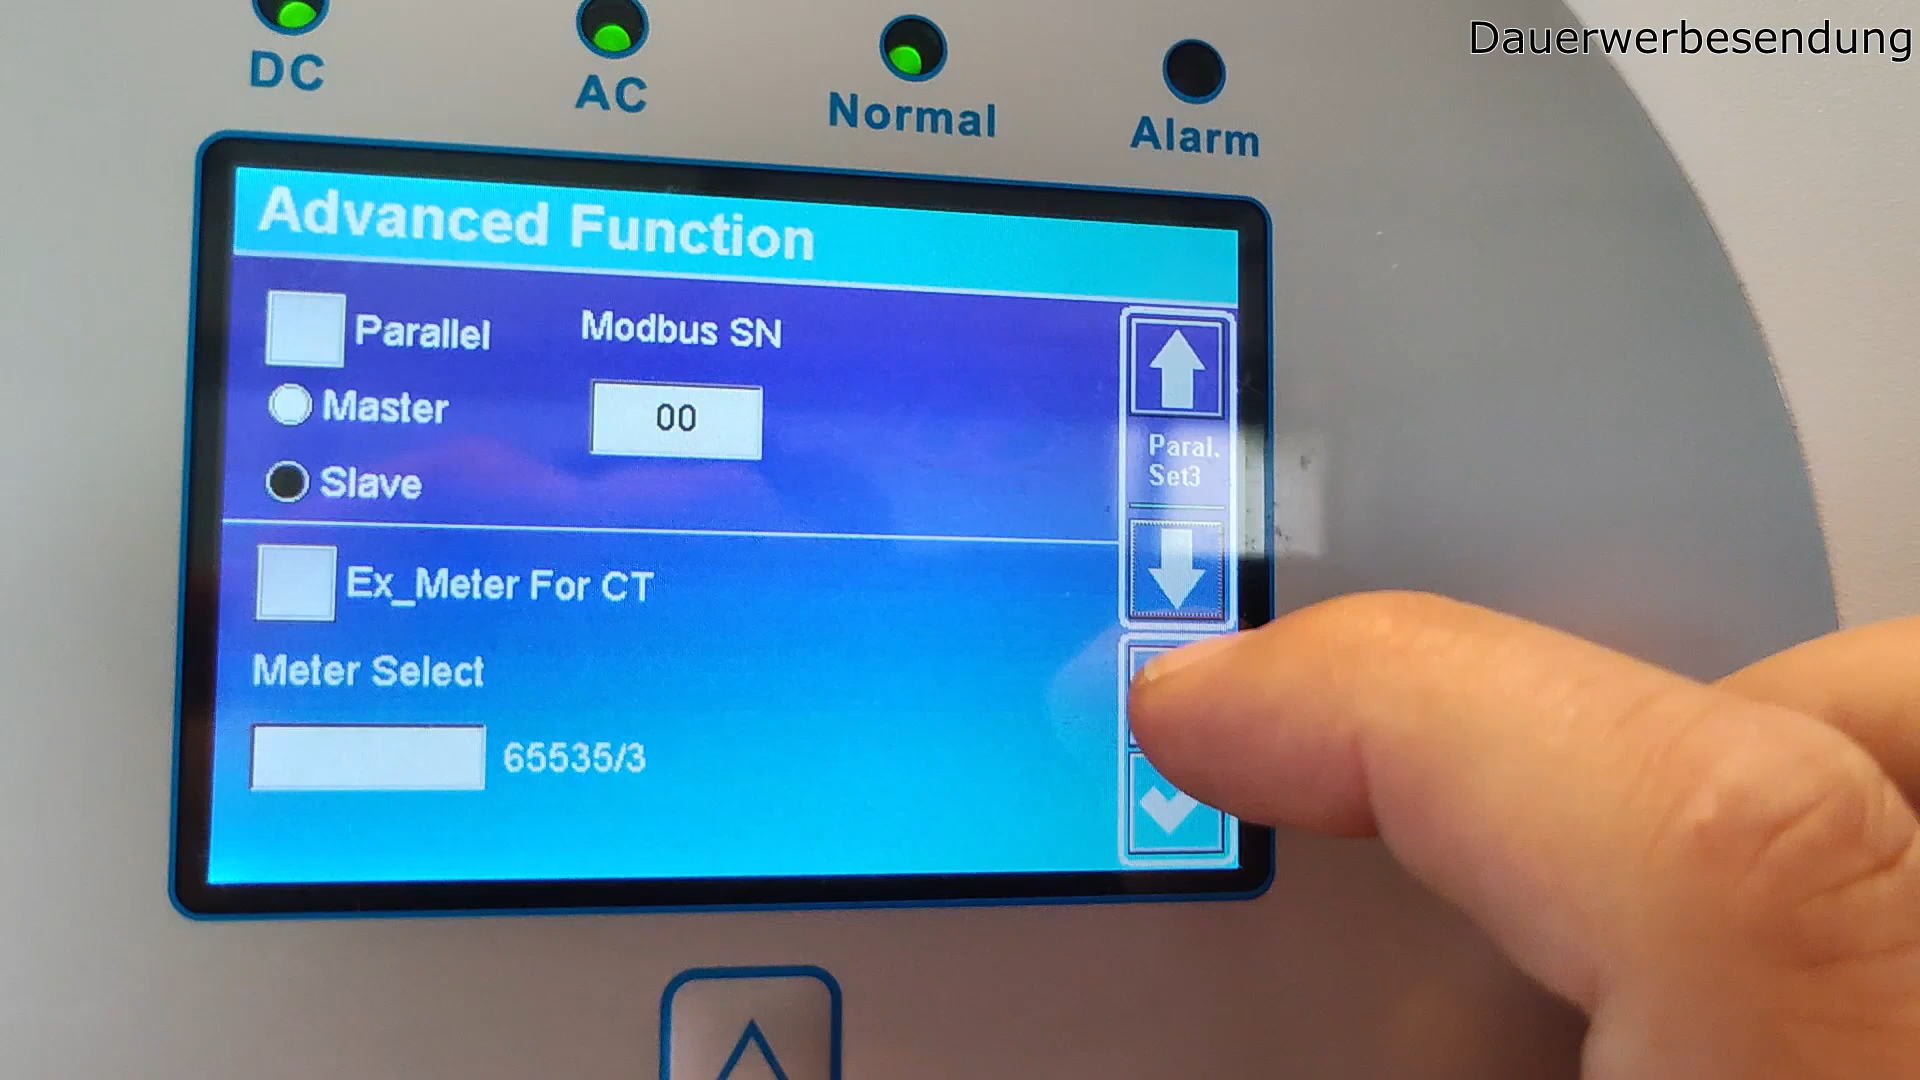 Dauerwerbesendung
DC
AC
Normal
Alarm
Advanced Function
Parallel
Modbus SN
Master
00
Slave
Paral.
Set3
Ex_Meter For CT
Meter Select
65535/3